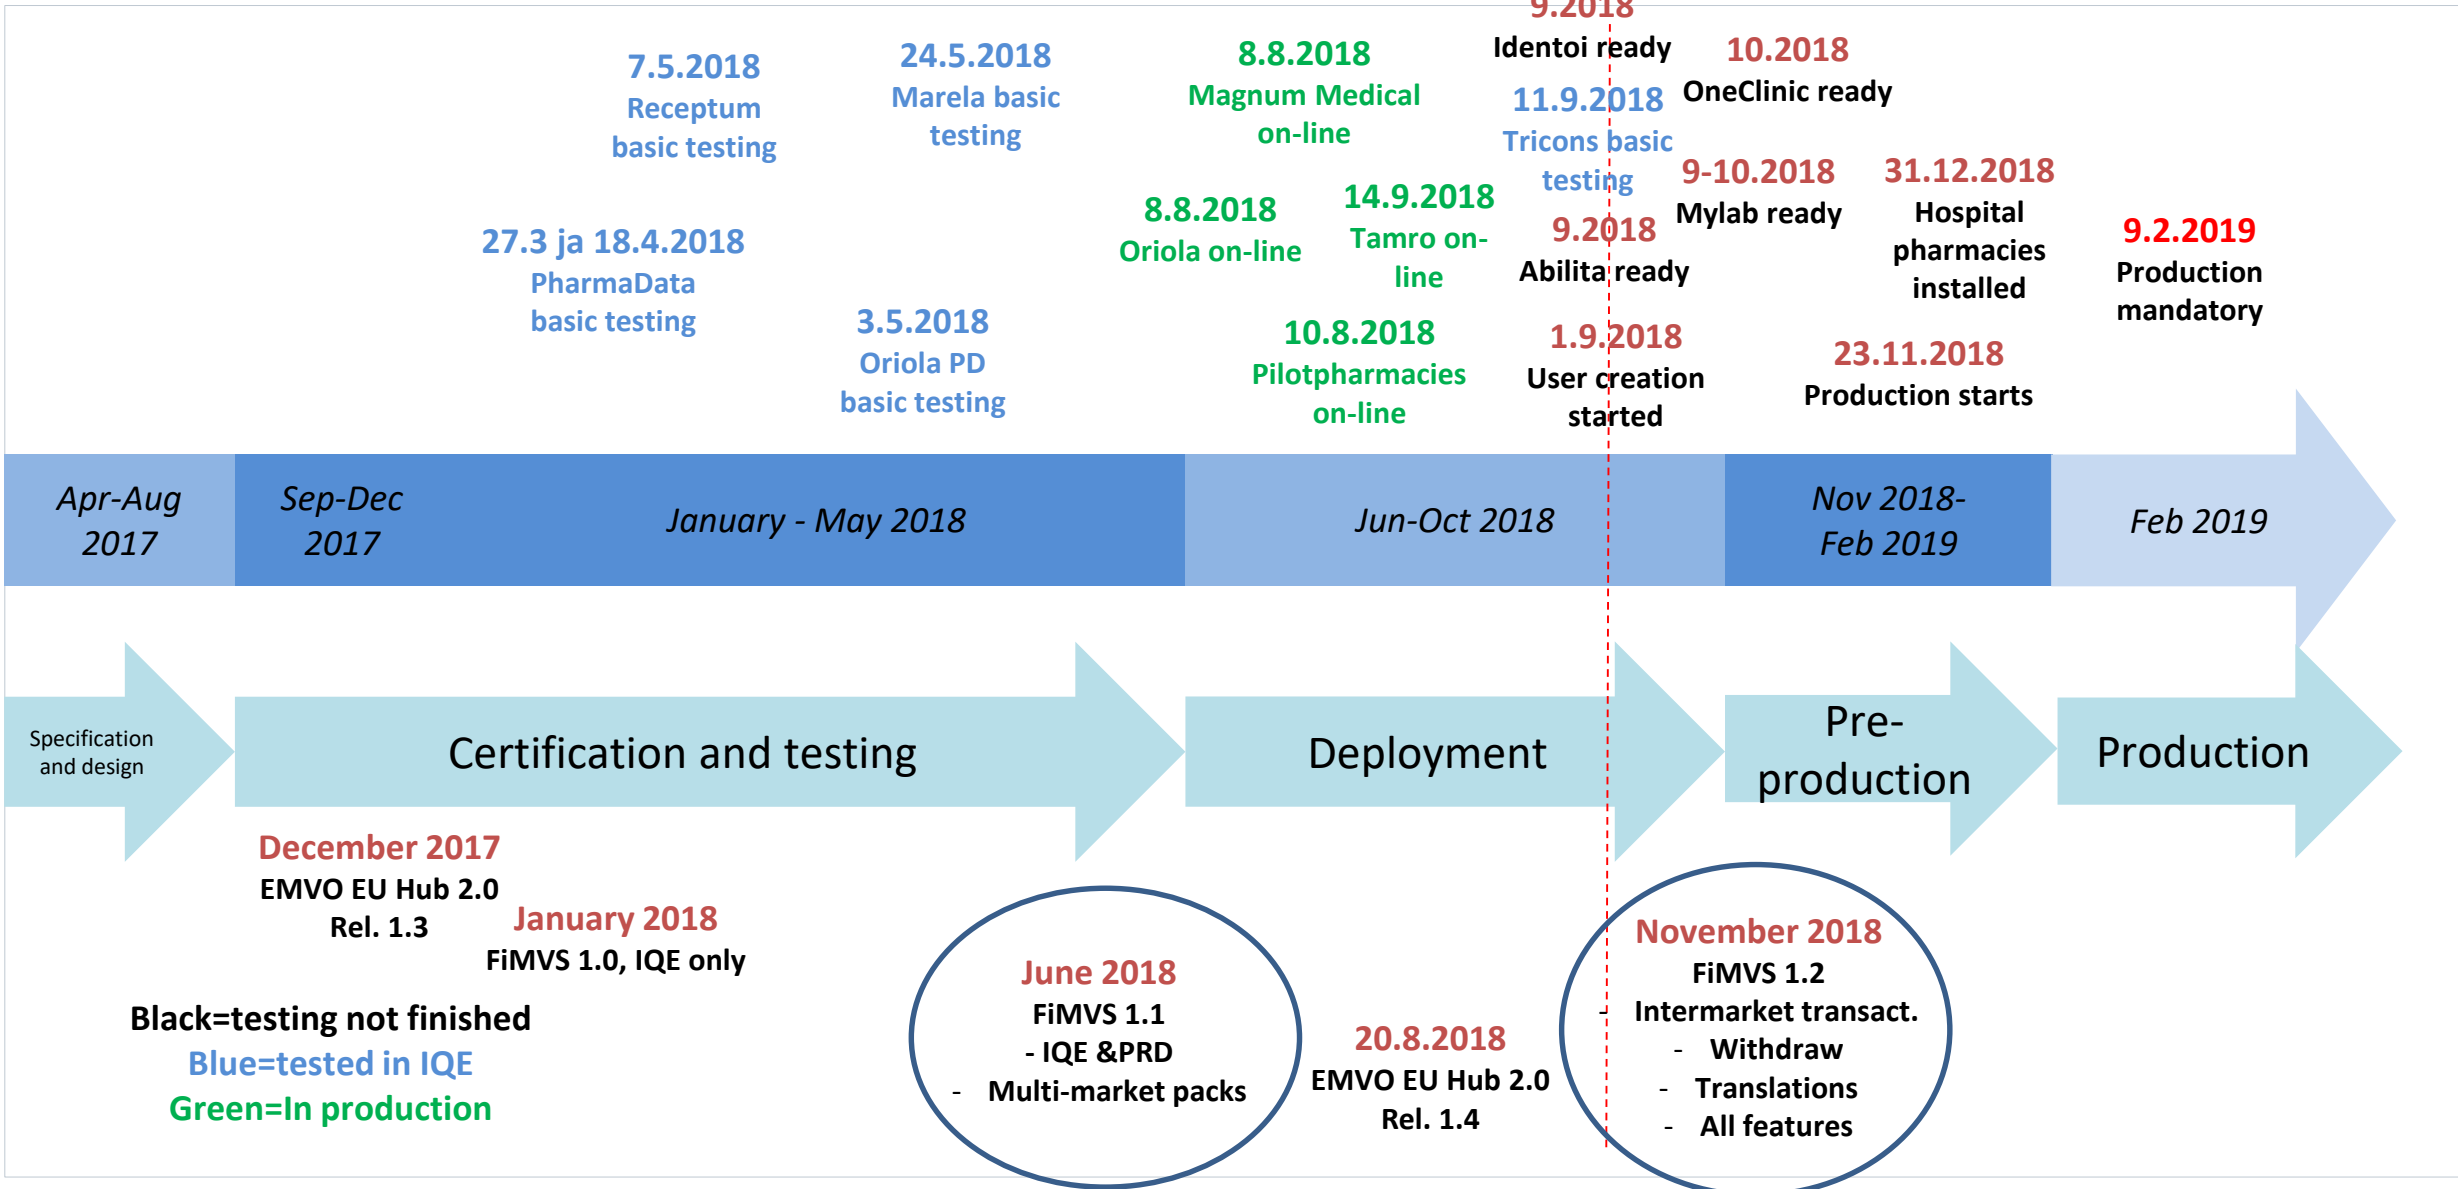 9.2018
Identoi ready
7.5.2018
Receptum
basic testing
24.5.2018
Marela basic
testing
8.8.2018
Magnum Medical
on-line
11.9.2018
Tricons basic
testing
10.2018
OneClinic ready
27.3 ja 18.4.2018
PharmaData
basic testing
3.5.2018
Oriola PD
basic testing
8.8.2018
Oriola on-line
14.9.2018
Tamro on-
line
10.8.2018
Pilotpharmacies
on-line
9.2018
Abilita ready
1.9.2018
User creation
started
9-10.2018
Mylab ready
31.12.2018
Hospital
pharmacies
installed
23.11.2018
Production starts
9.2.2019
Production
mandatory
Apr-Aug
2017
Sep-Dec
2017
January - May 2018
Jun-Oct 2018
Nov 2018-
Feb 2019
Feb 2019
Specification
and design
Certification and testing
Deployment
Pre-
production
Production
December 2017
EMVO EU Hub 2.0
Rel. 1.3
January 2018
FiMVS 1.0, IQE only
June 2018
FiMVS 1.1
- IQE &PRD
- Multi-market packs
20.8.2018
EMVO EU Hub 2.0
Rel. 1.4
November 2018
FiMVS 1.2
- Intermarket transact.
- Withdraw
- Translations
- All features
Black=testing not finished
Blue=tested in IQE
Green=In production